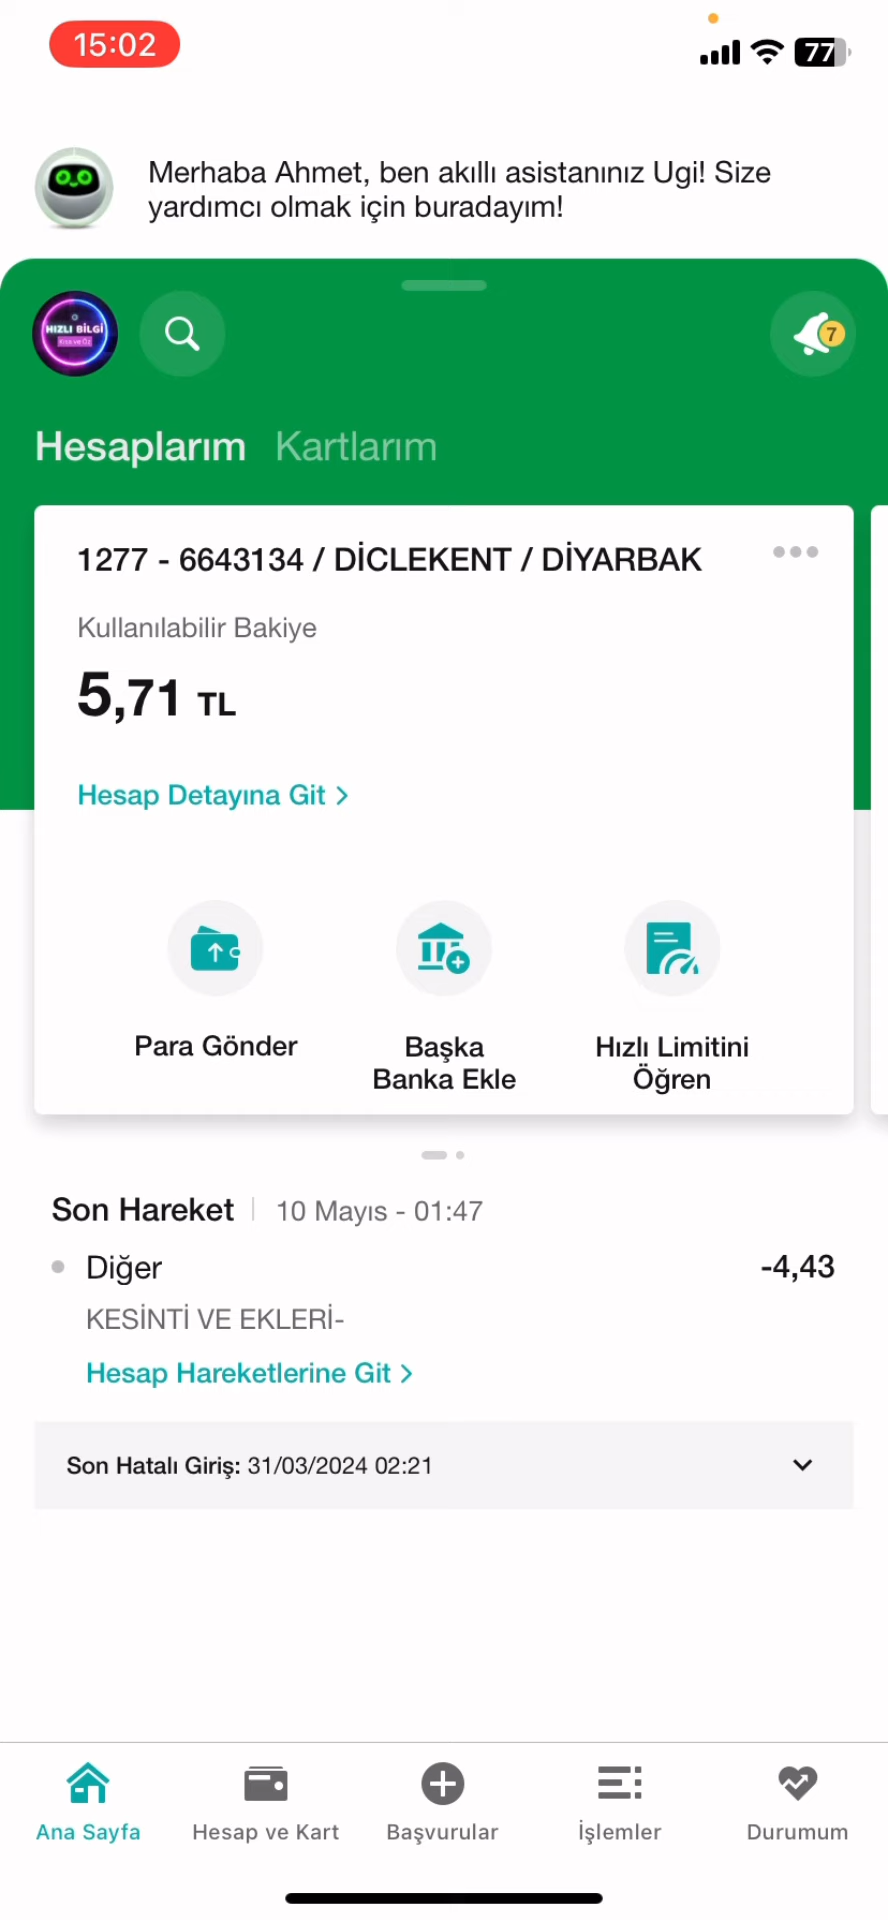 15:02
77
Merhaba Ahmet, ben akıllı asistanınız Ugi! Size
yardımcı olmak için buradayım!
HIZLI BİLGİ
Kısa ve Öz
7
Hesaplarım Kartlarım
1277 - 6643134 / DİCLEKENT / DİYARBAK
Kullanılabilir Bakiye
5,71 TL
Hesap Detayına Git
Para Gönder
Başka
Banka Ekle
Hızlı Limitini
Öğren
Son Hareket 10 Mayıs - 01:47
Diğer -4,43
KESİNTİ VE EKLERİ-
Hesap Hareketlerine Git
Son Hatalı Giriş: 31/03/2024 02:21
Ana Sayfa Hesap ve Kart Başvurular İşlemler Durumum